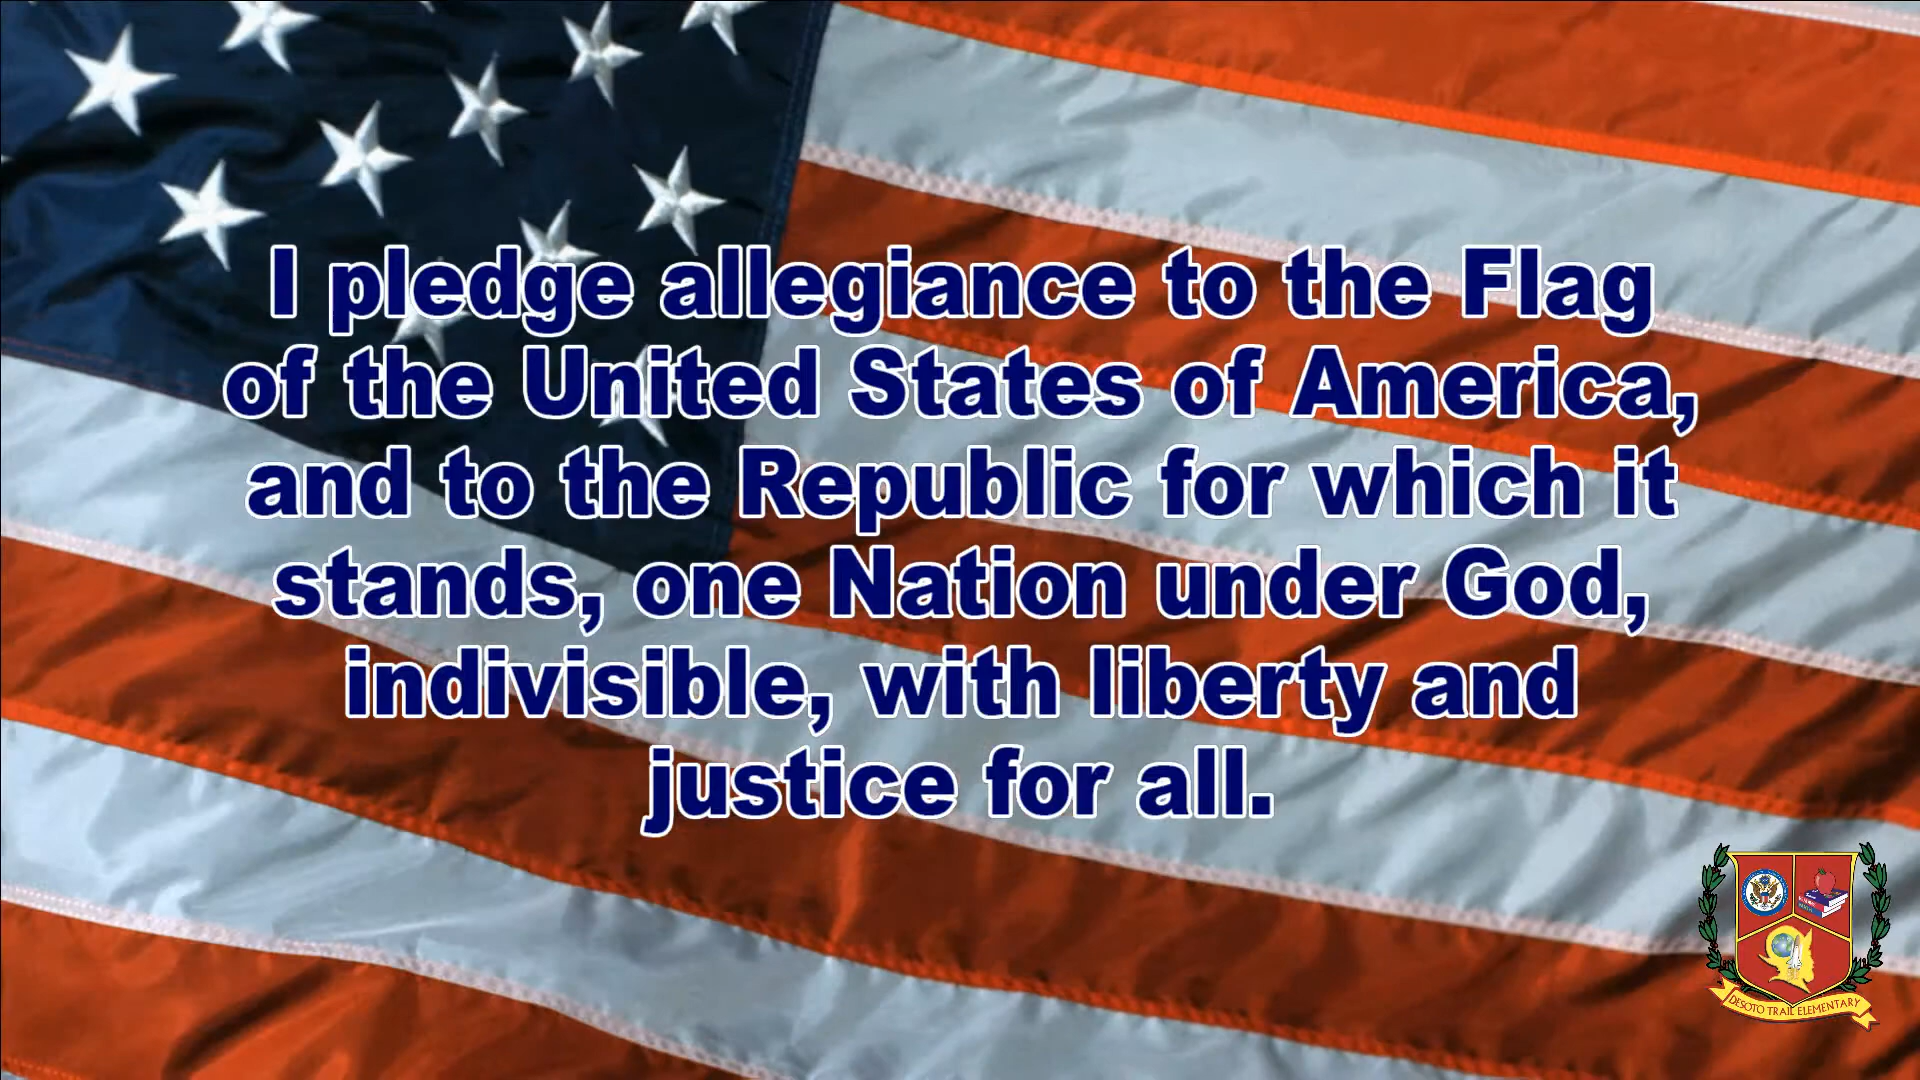 I pledge allegiance to the Flag
of the United States of America,
and to the Republic for which it
stands, one Nation under God,
indivisible, with liberty and
justice for all.
DESOTO TRAIL ELEMENTARY